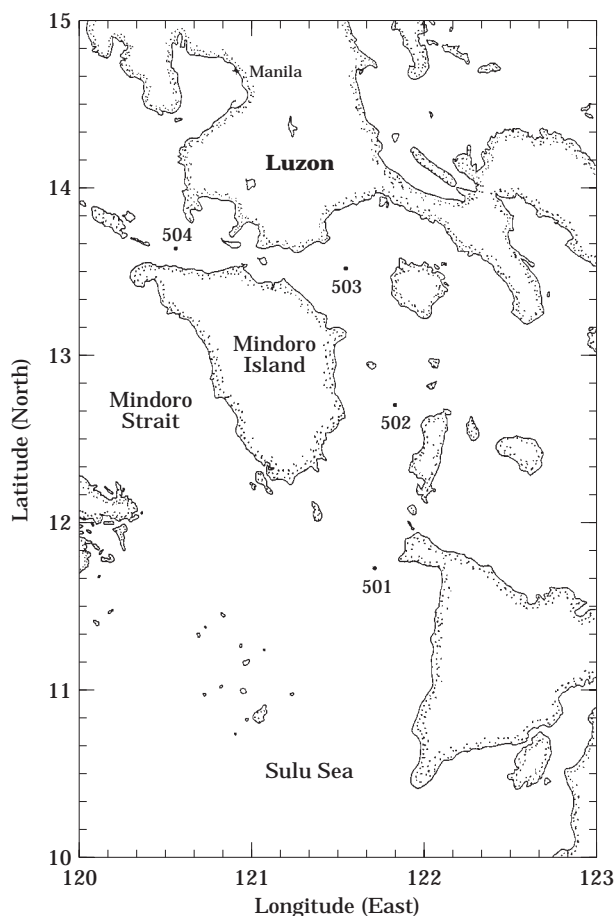 15
Manila
Luzon
14
504
503
Mindoro
Island
13
Mindoro
Strait
502
Latitude (North)
12
501
11
Sulu Sea
10
120
121
122
123
Longitude (East)